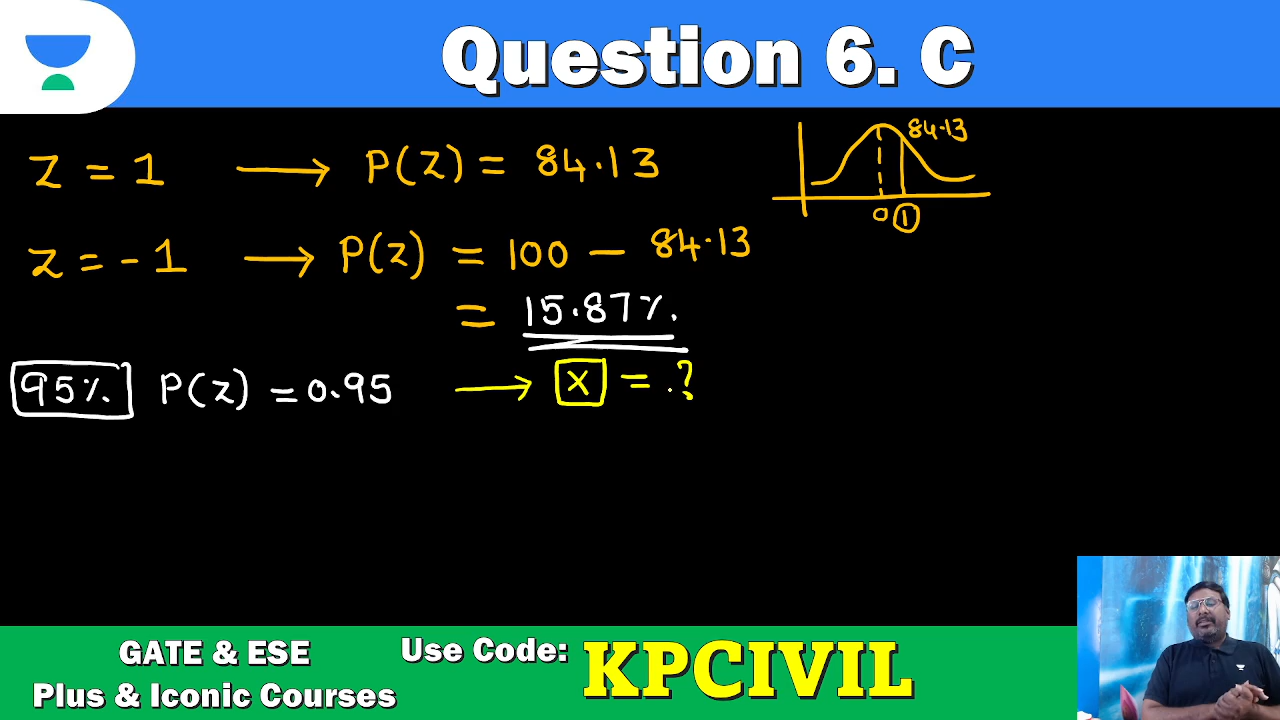 Question 6. C
z = 1 ⟶ P(z) = 84.13
84.13
0 1
z = -1 ⟶ P(z) = 100 - 84.13
= 15.87%.
95%. P(z) = 0.95 ⟶ x = .?
GATE & ESE
Plus & Iconic Courses
Use Code: KPCIVIL